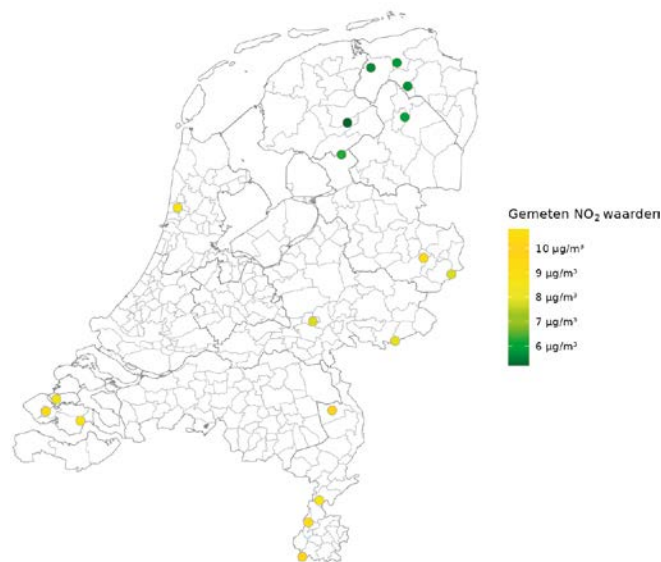 Gemeten NO₂ waarden
10 µg/m³
9 µg/m³
8 µg/m³
7 µg/m³
6 µg/m³